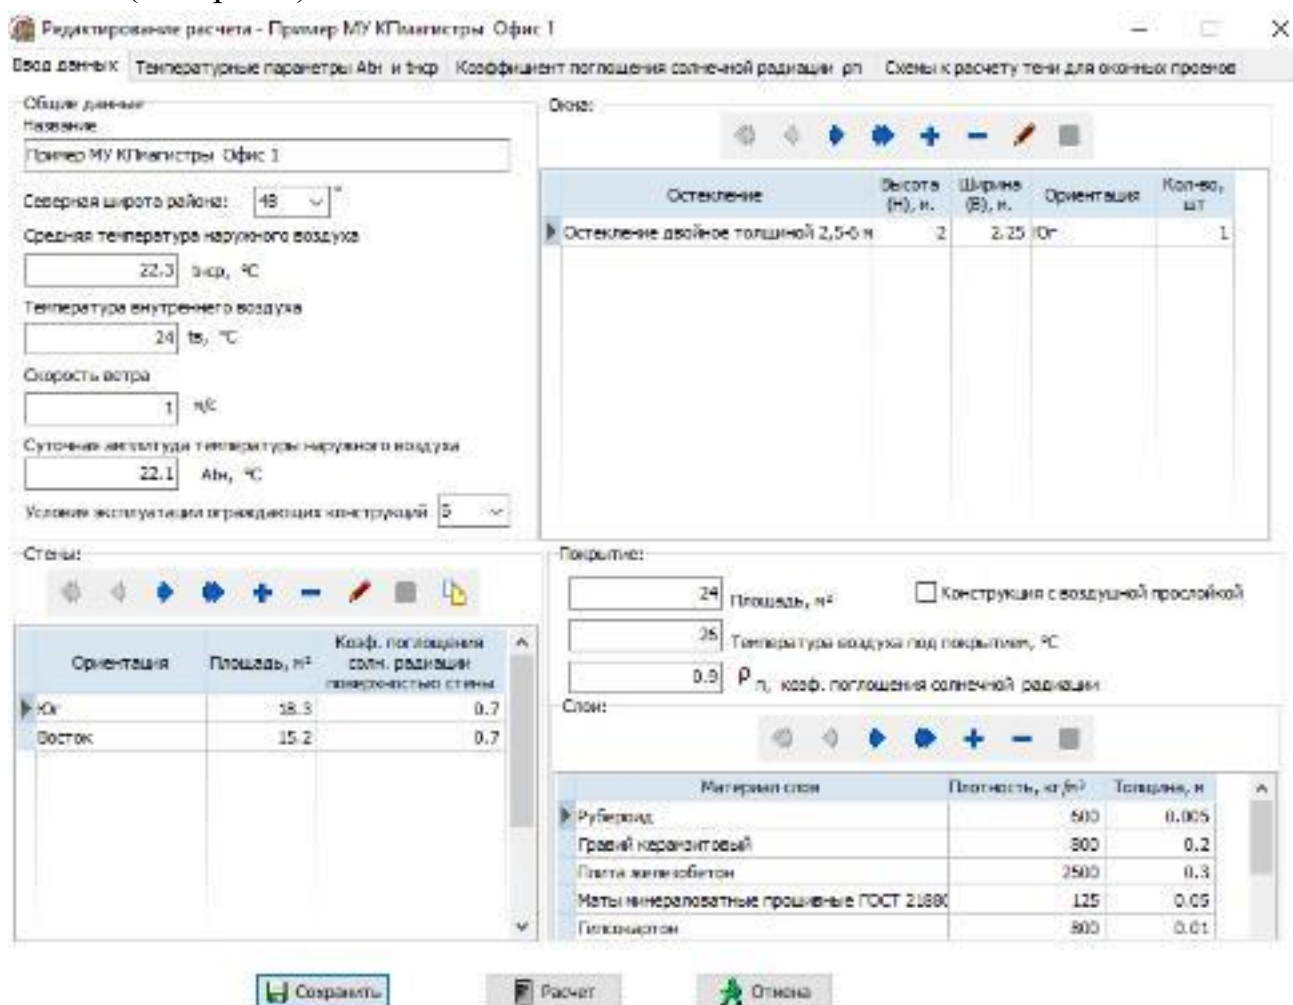 Редактирование расчета - Пример МУ КПмагистры Офис 1
Ввод данных Температурные параметры Аtн и tнср Коэффициент поглощения солнечной радиации ρп Схемы к расчету тени для оконных проемов
Общие данные
Название
Пример МУ КПмагистры Офис 1
Северная широта района: 48 °
Средняя температура наружного воздуха
22.3 tнср, °C
Температура внутреннего воздуха
24 tв, °C
Скорость ветра
1 м/с
Суточная амплитуда температуры наружного воздуха
22.1 Аtн, °C
Условия эксплуатации ограждающих конструкций
Окна:
Остекление Высота (H), м. Ширина (B), м. Ориентация Кол-во, шт
Остекление двойное толщиной 2,5-6 м 2 2.25 Юг 1
Стены:
Ориентация Площадь, м² Коэф. поглощения солн. радиации поверхностью стены
Юг 18.3 0.7
Восток 15.2 0.7
Покрытие:
24 Площадь, м² Конструкция с воздушной прослойкой
26 Температура воздуха под покрытием, °C
0.9 ρ п, коэф. поглощения солнечной радиации
Слои:
Материал слоя Плотность, кг/м³ Толщина, м
Рубероид 600 0.005
Гравий керамзитовый 800 0.2
Плита железобетон 2500 0.3
Маты минераловатные прошивные ГОСТ 21880 125 0.05
Гипсокартон 800 0.01
Сохранить Расчет Отмена